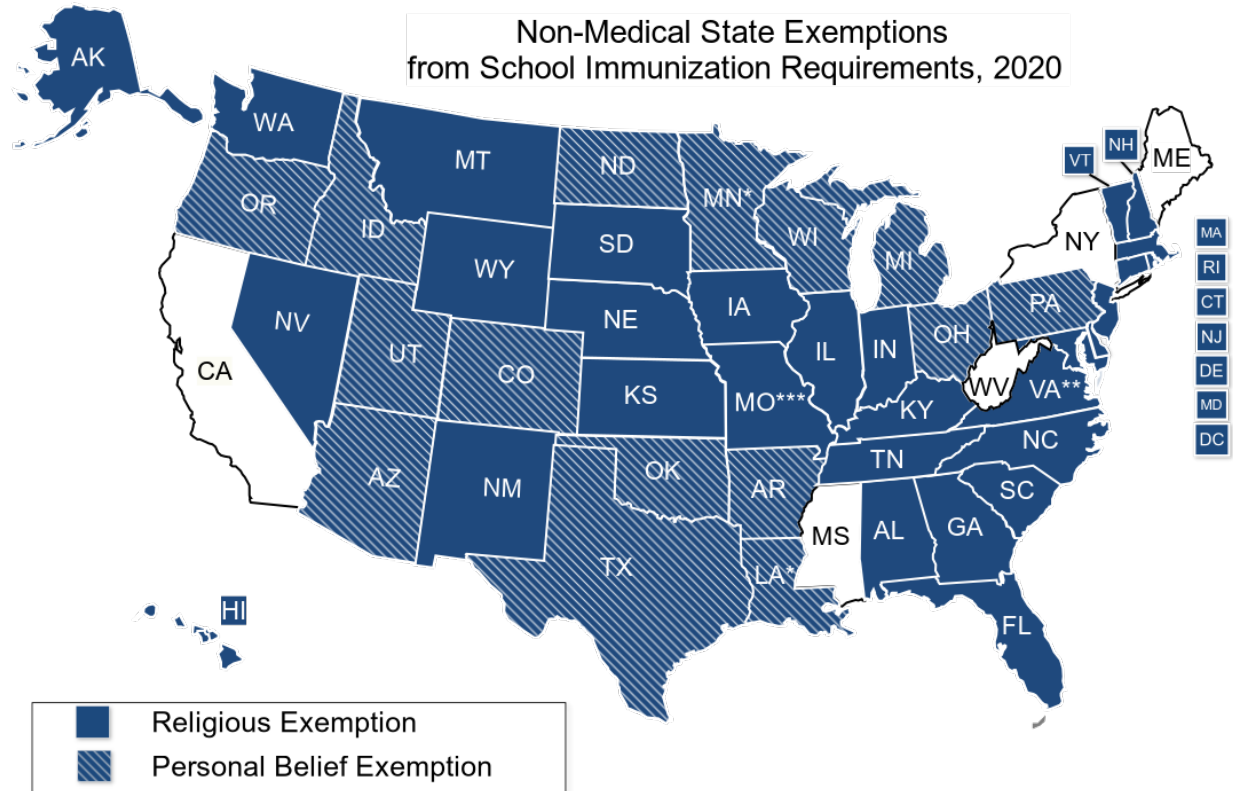 Non-Medical State Exemptions
from School Immunization Requirements, 2020
AK
WA
MT
ND
MN*
VT
NH
ME
OR
ID
WY
SD
WI
MI
NY
MA
RI
CT
NJ
DE
MD
DC
NV
UT
CO
NE
IA
IL
IN
OH
PA
CA
KS
MO***
KY
WV
VA**
AZ
NM
OK
AR
TN
NC
SC
TX
LA*
MS
AL
GA
FL
HI
Religious Exemption
Personal Belief Exemption